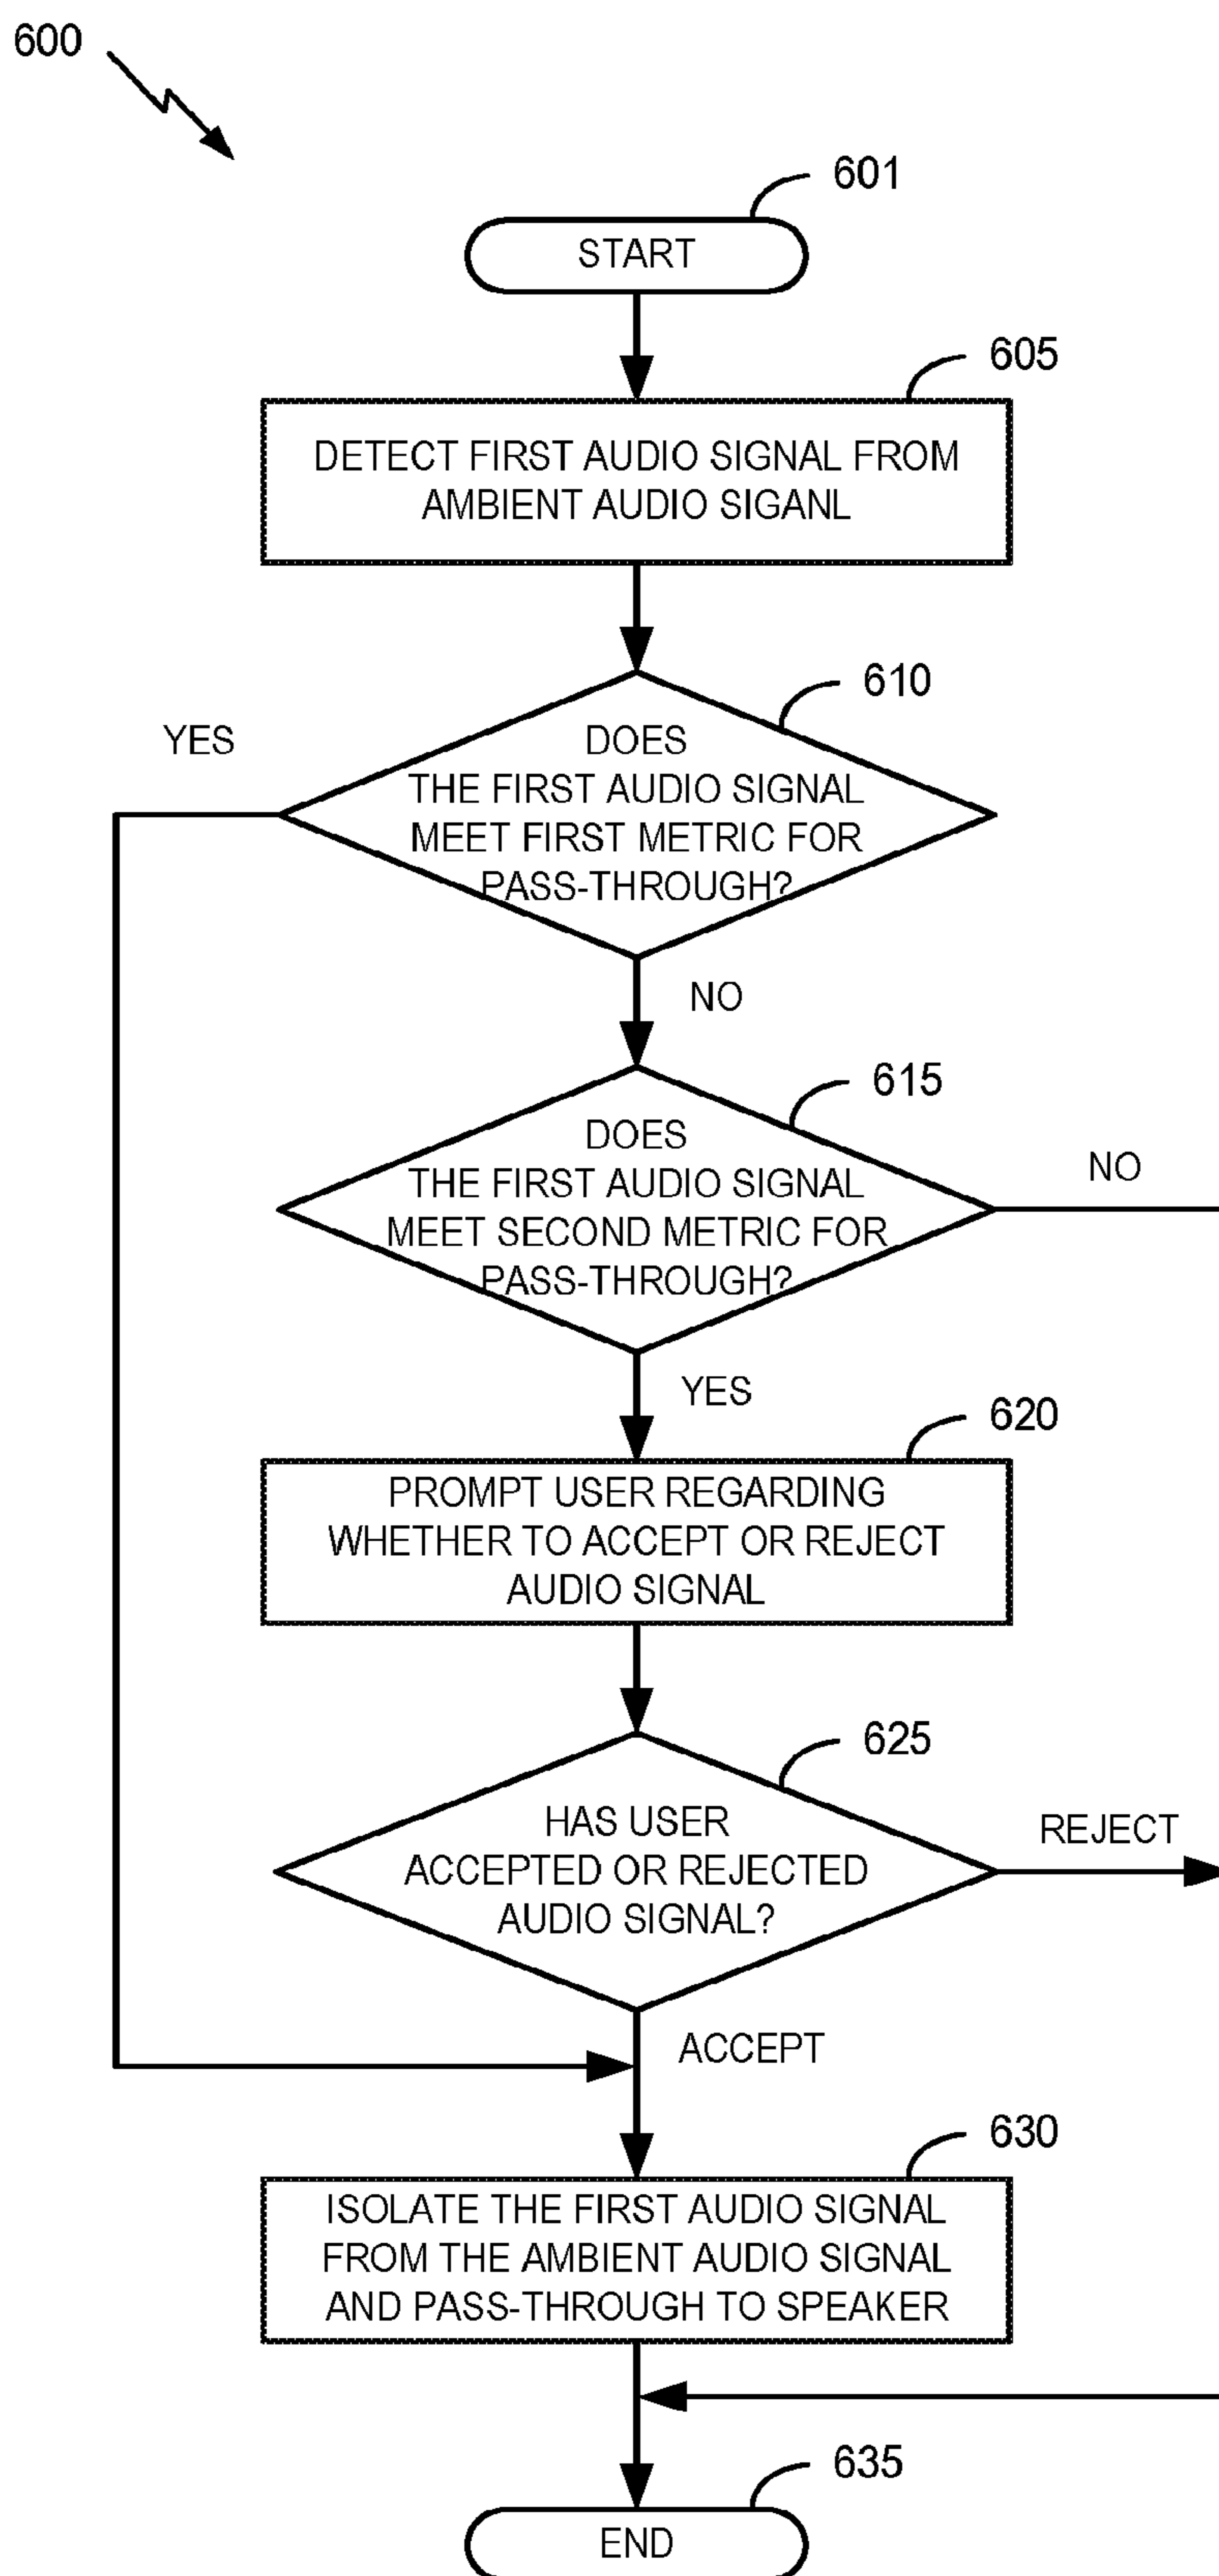 600
601
START
605
DETECT FIRST AUDIO SIGNAL FROM
AMBIENT AUDIO SIGANL
610
YES
DOES
THE FIRST AUDIO SIGNAL
MEET FIRST METRIC FOR
PASS-THROUGH?
NO
615
DOES
THE FIRST AUDIO SIGNAL
MEET SECOND METRIC FOR
PASS-THROUGH?
NO
YES
620
PROMPT USER REGARDING
WHETHER TO ACCEPT OR REJECT
AUDIO SIGNAL
625
HAS USER
ACCEPTED OR REJECTED
AUDIO SIGNAL?
REJECT
ACCEPT
630
ISOLATE THE FIRST AUDIO SIGNAL
FROM THE AMBIENT AUDIO SIGNAL
AND PASS-THROUGH TO SPEAKER
635
END